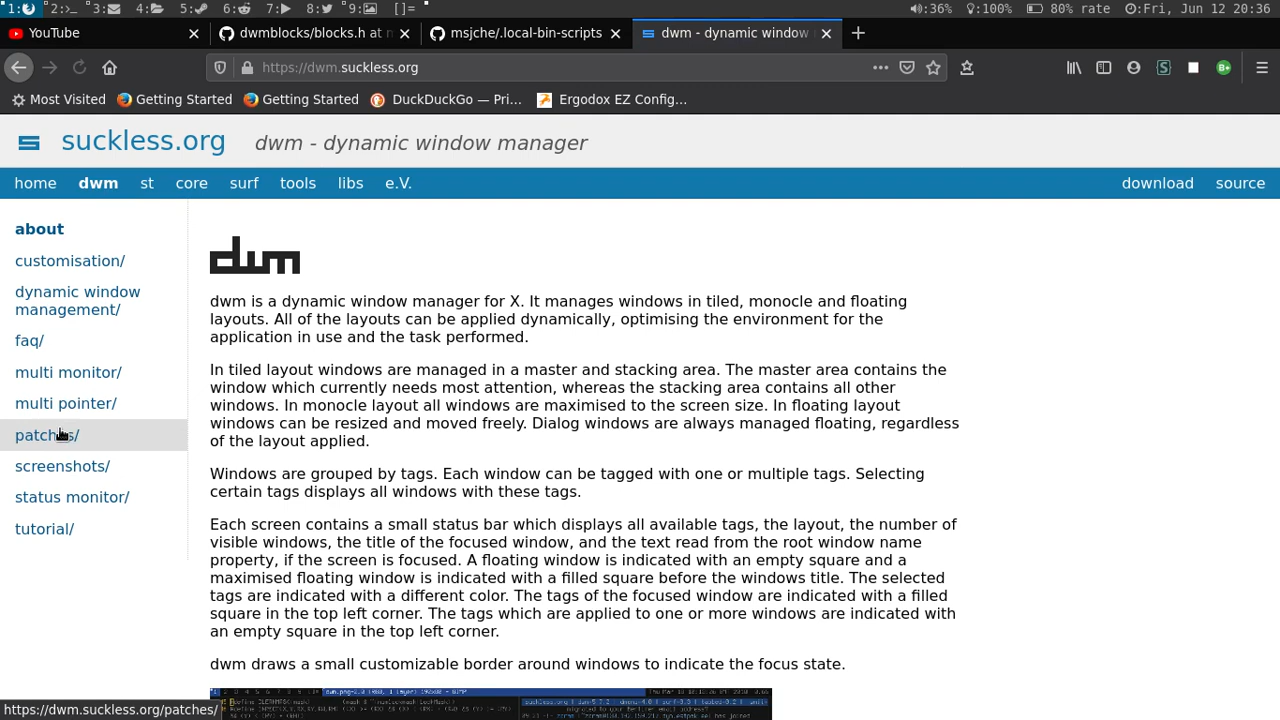 1: 2:>_ 3: 4: 5: 6: 7: 8: 9: []= 36% 100% 80% rate Fri, Jun 12 20:36
YouTube dwmblocks/blocks.h at msjche/.local-bin-scripts dwm - dynamic window
https://dwm.suckless.org
Most Visited Getting Started Getting Started DuckDuckGo — Pri... Ergodox EZ Config...
suckless.org dwm - dynamic window manager
home dwm st core surf tools libs e.V. download source
about
customisation/
dynamic window
management/
faq/
multi monitor/
multi pointer/
patches/
screenshots/
status monitor/
tutorial/
dwm
dwm is a dynamic window manager for X. It manages windows in tiled, monocle and floating
layouts. All of the layouts can be applied dynamically, optimising the environment for the
application in use and the task performed.
In tiled layout windows are managed in a master and stacking area. The master area contains the
window which currently needs most attention, whereas the stacking area contains all other
windows. In monocle layout all windows are maximised to the screen size. In floating layout
windows can be resized and moved freely. Dialog windows are always managed floating, regardless
of the layout applied.
Windows are grouped by tags. Each window can be tagged with one or multiple tags. Selecting
certain tags displays all windows with these tags.
Each screen contains a small status bar which displays all available tags, the layout, the number of
visible windows, the title of the focused window, and the text read from the root window name
property, if the screen is focused. A floating window is indicated with an empty square and a
maximised floating window is indicated with a filled square before the windows title. The selected
tags are indicated with a different color. The tags of the focused window are indicated with a filled
square in the top left corner. The tags which are applied to one or more windows are indicated with
an empty square in the top left corner.
dwm draws a small customizable border around windows to indicate the focus state.
https://dwm.suckless.org/patches/